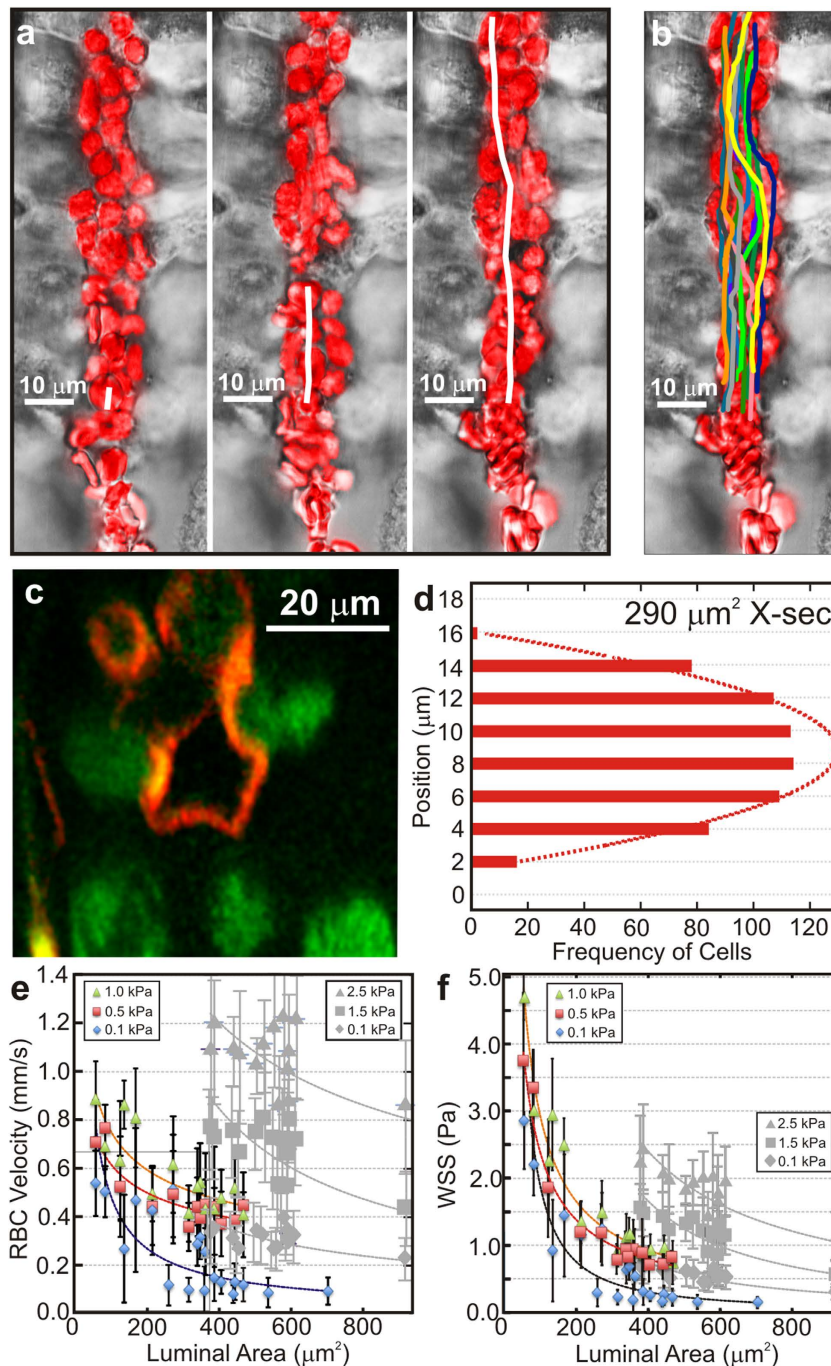 a
10 μm
10 μm
10 μm
b
10 μm
c
20 μm
d
290 μm² X-sec
18
16
14
12
10
8
6
4
2
0
Position (μm)
0
20
40
60
80
100
120
Frequency of Cells
e
1.4
1.2
1.0
0.8
0.6
0.4
0.2
0.0
RBC Velocity (mm/s)
1.0 kPa
0.5 kPa
0.1 kPa
2.5 kPa
1.5 kPa
0.1 kPa
0
200
400
600
800
Luminal Area (μm²)
f
5.0
4.0
3.0
2.0
1.0
0.0
WSS (Pa)
1.0 kPa
0.5 kPa
0.1 kPa
2.5 kPa
1.5 kPa
0.1 kPa
0
200
400
600
800
Luminal Area (μm²)